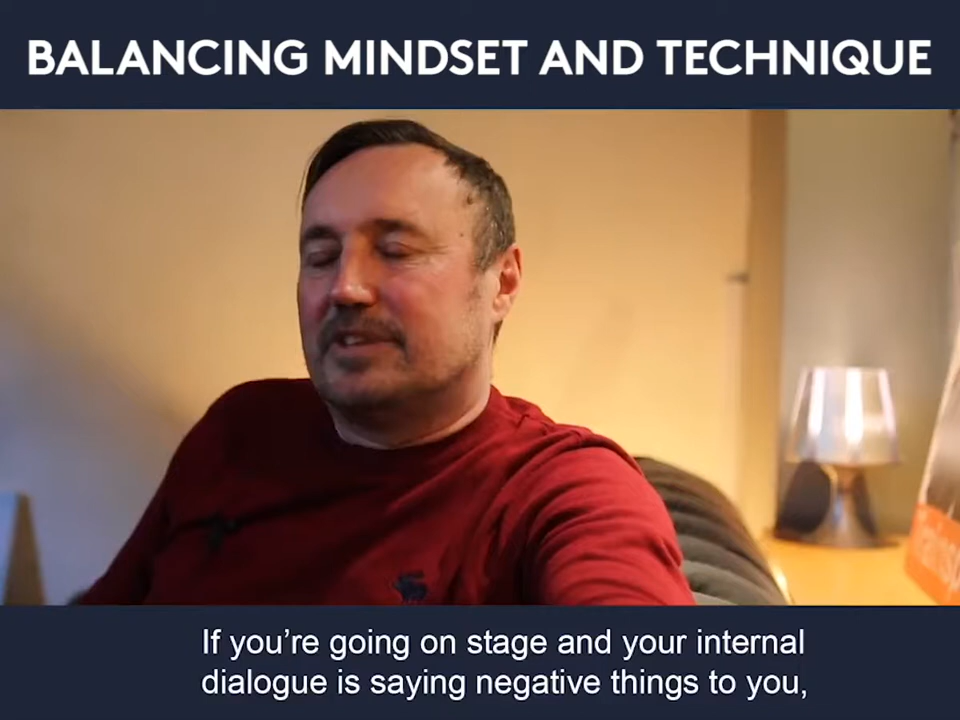 BALANCING MINDSET AND TECHNIQUE
If you’re going on stage and your internal
dialogue is saying negative things to you,